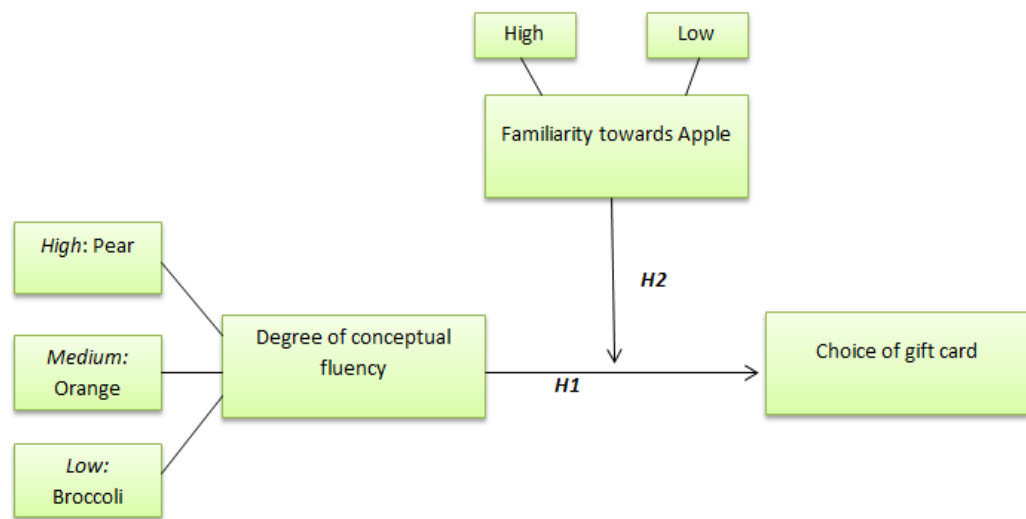 High
Low
Familiarity towards Apple
High: Pear
H2
Degree of conceptual
fluency
Medium:
Orange
Choice of gift card
H1
Low:
Broccoli